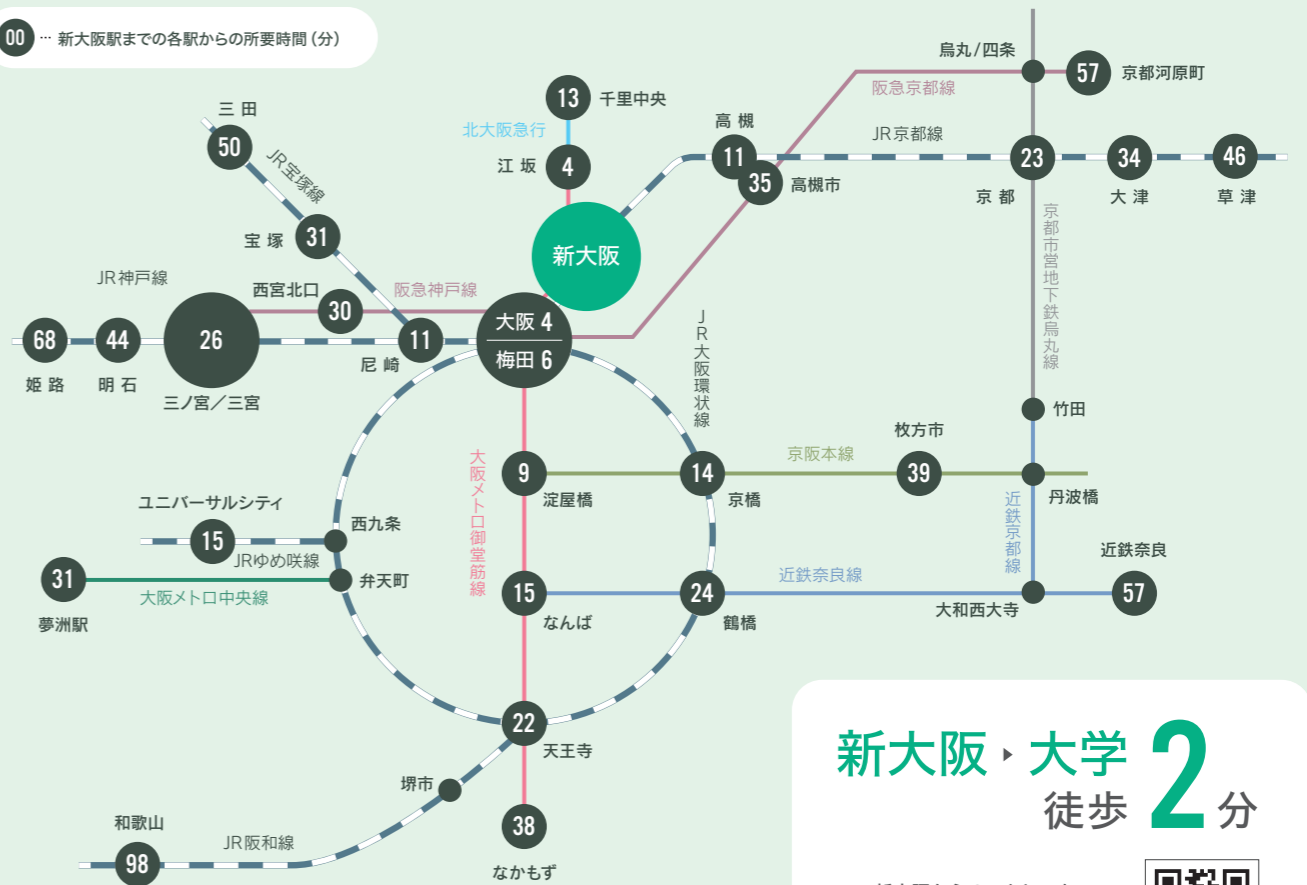 00 … 新大阪駅までの各駅からの所要時間(分)
烏丸/四条
57 京都河原町
阪急京都線
三田
50
JR宝塚線
13 千里中央
北大阪急行
江坂 4
高槻
11
35 高槻市
JR京都線
23
京都
34
大津
46
草津
京都市営地下鉄烏丸線
新大阪
宝塚 31
JR神戸線
西宮北口
30
阪急神戸線
大阪 4
梅田 6
68
姫路
44
明石
26
三ノ宮/三宮
11
尼崎
JR大阪環状線
竹田
大阪メトロ御堂筋線
9
淀屋橋
14
京橋
京阪本線
枚方市
39
丹波橋
近鉄京都線
ユニバーサルシティ
15
JRゆめ咲線
西九条
31
夢洲駅
大阪メトロ中央線
弁天町
15
なんば
24
鶴橋
近鉄奈良線
大和西大寺
近鉄奈良
57
22
天王寺
堺市
和歌山
98
JR阪和線
38
なかもず
新大阪 ▸ 大学
徒歩 2 分